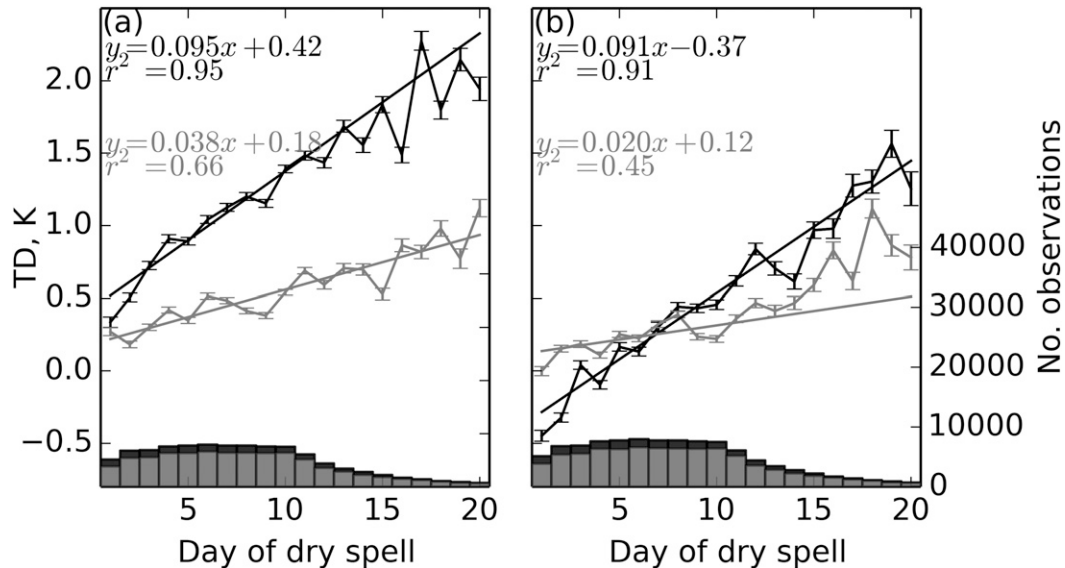 (a)
y₂=0.095x+0.42
r² =0.95
y₂=0.038x+0.18
r² =0.66
2.0
1.5
1.0
0.5
0.0
−0.5
TD, K
5 10 15 20
Day of dry spell
(b)
y₂=0.091x−0.37
r² =0.91
y₂=0.020x+0.12
r² =0.45
40000
30000
20000
10000
0
No. observations
5 10 15 20
Day of dry spell